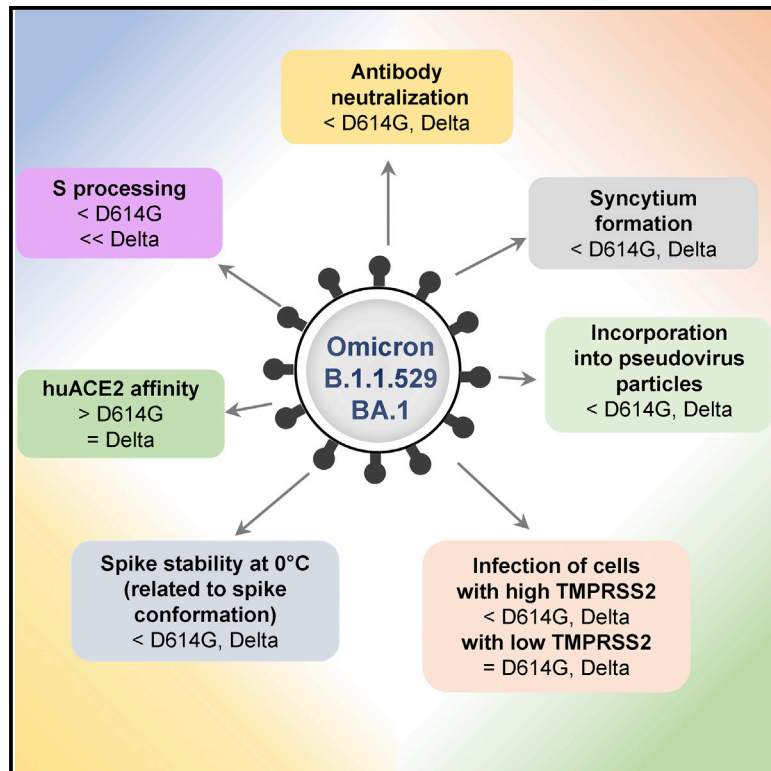 Antibody
neutralization
< D614G, Delta
S processing
< D614G
<< Delta
Syncytium
formation
< D614G, Delta
Omicron
B.1.1.529
BA.1
huACE2 affinity
> D614G
= Delta
Incorporation
into pseudovirus
particles
< D614G, Delta
Spike stability at 0°C
(related to spike
conformation)
< D614G, Delta
Infection of cells
with high TMPRSS2
< D614G, Delta
with low TMPRSS2
= D614G, Delta